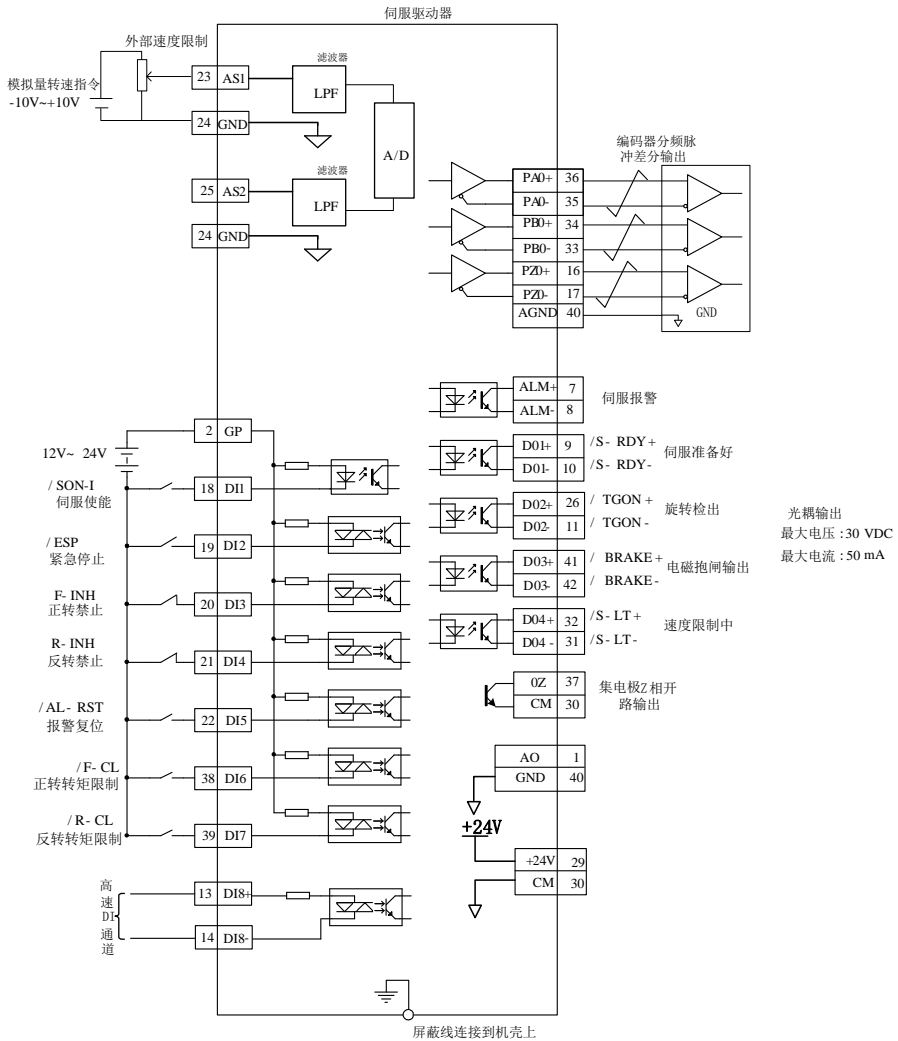 伺服驱动器
外部速度限制
模拟量转速指令
-10V~+10V
23 AS1
滤波器
LPF
24 GND
A/D
25 AS2
滤波器
LPF
24 GND
编码器分频脉
冲差分输出
PA0+ 36
PA0- 35
PB0+ 34
PB0- 33
PZ0+ 16
PZ0- 17
AGND 40
GND
ALM+ 7
ALM- 8
伺服报警
D01+ 9 /S- RDY+
D01- 10 /S- RDY-
伺服准备好
D02+ 26 / TGON +
D02- 11 / TGON -
旋转检出
D03+ 41 / BRAKE+
D03- 42 / BRAKE-
电磁抱闸输出
D04+ 32 /S- LT+
D04 - 31 /S- LT-
速度限制中
光耦输出
最大电压:30 VDC
最大电流:50 mA
0Z 37
CM 30
集电极Z相开
路输出
AO 1
GND 40
+24V
+24V 29
CM 30
2 GP
12V~ 24V
/ SON-I
伺服使能
18 DI1
/ ESP
紧急停止
19 DI2
F- INH
正转禁止
20 DI3
R- INH
反转禁止
21 DI4
/AL- RST
报警复位
22 DI5
/F- CL
正转转矩限制
38 DI6
/ R- CL
反转转矩限制
39 DI7
高
速
DI
通
道
13 DI8+
14 DI8-
屏蔽线连接到机壳上